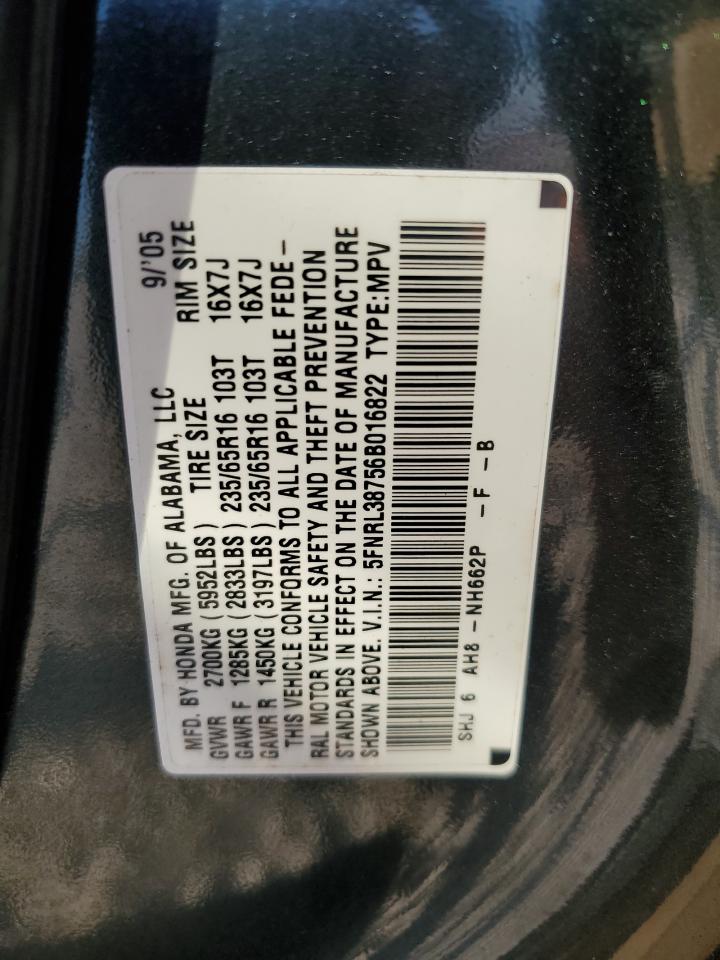 MFD. BY HONDA MFG. OF ALABAMA, LLC 9/'05
TIRE SIZE RIM SIZE
GVWR 2700KG (5952LBS)
GAWR F 1285KG (2833LBS) 235/65R16 103T 16X7J
GAWR R 1450KG (3197LBS) 235/65R16 103T 16X7J
THIS VEHICLE CONFORMS TO ALL APPLICABLE FEDE-
RAL MOTOR VEHICLE SAFETY AND THEFT PREVENTION
STANDARDS IN EFFECT ON THE DATE OF MANUFACTURE
SHOWN ABOVE. V.I.N.: 5FNRL38756B016822 TYPE:MPV
SHJ 6 AH8 -NH662P -F -B